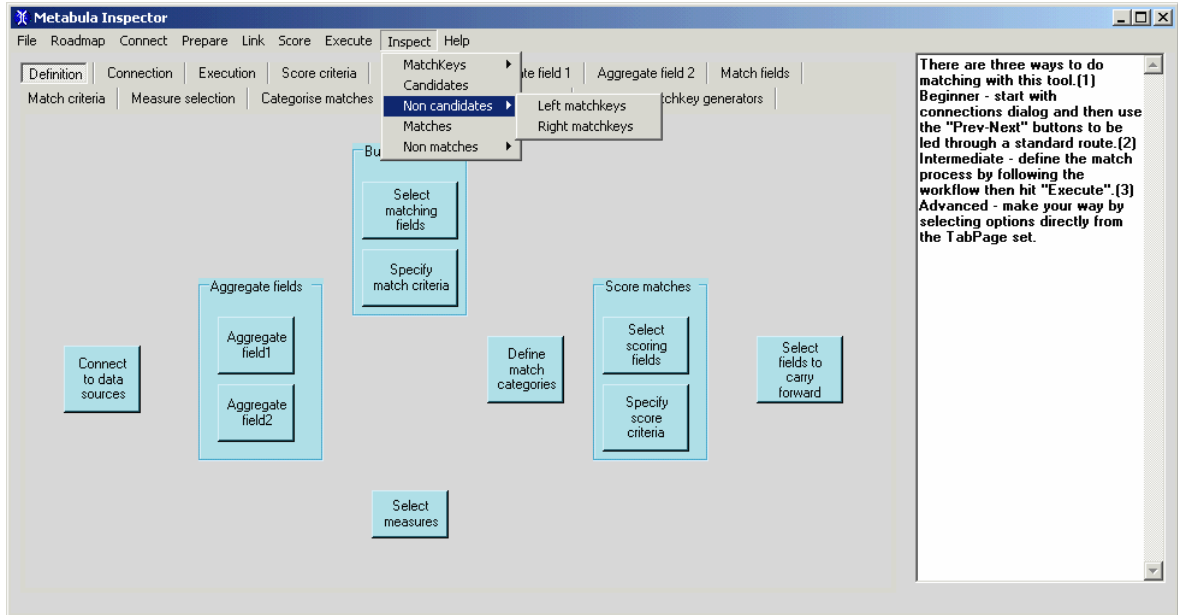 Metabula Inspector
File Roadmap Connect Prepare Link Score Execute Inspect Help
Definition Connection Execution Score criteria te field 1 Aggregate field 2 Match fields
Match criteria Measure selection Categorise matches chkey generators
MatchKeys
Candidates
Non candidates
Matches
Non matches
Left matchkeys
Right matchkeys
Bu
Select
matching
fields
Specify
match criteria
Aggregate fields
Aggregate
field1
Aggregate
field2
Connect
to data
sources
Define
match
categories
Score matches
Select
scoring
fields
Specify
score
criteria
Select
fields to
carry
forward
Select
measures
There are three ways to do
matching with this tool.(1)
Beginner - start with
connections dialog and then use
the "Prev-Next" buttons to be
led through a standard route.(2)
Intermediate - define the match
process by following the
workflow then hit "Execute".(3)
Advanced - make your way by
selecting options directly from
the TabPage set.